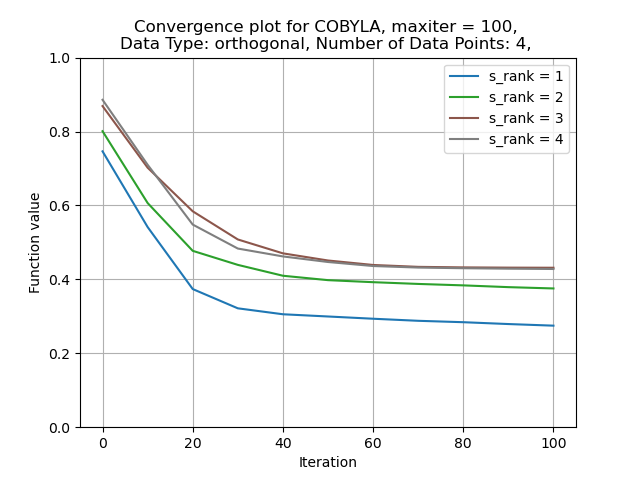 Convergence plot for COBYLA, maxiter = 100,
Data Type: orthogonal, Number of Data Points: 4,
s_rank = 1
s_rank = 2
s_rank = 3
s_rank = 4
Function value
1.0
0.8
0.6
0.4
0.2
0.0
0 20 40 60 80 100
Iteration